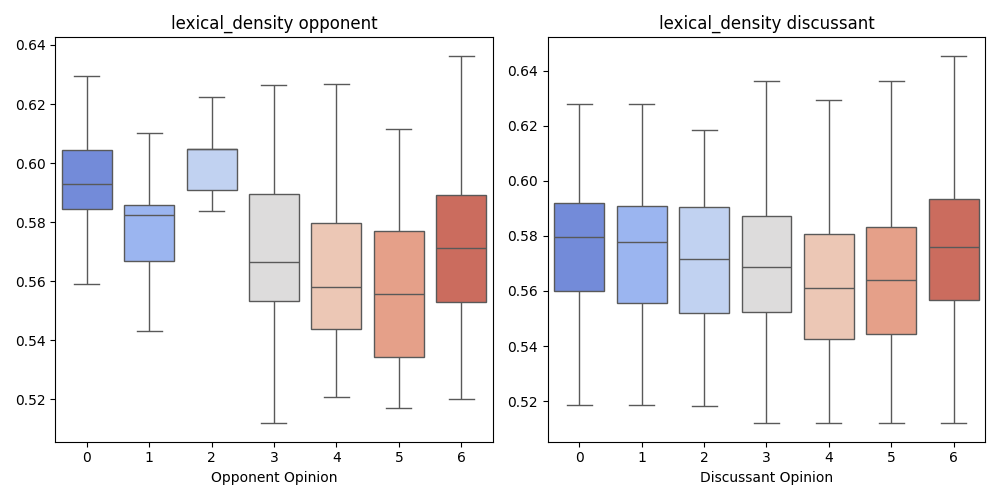 lexical_density opponent
0.64
0.62
0.60
0.58
0.56
0.54
0.52
0 1 2 3 4 5 6
Opponent Opinion
lexical_density discussant
0.64
0.62
0.60
0.58
0.56
0.54
0.52
0 1 2 3 4 5 6
Discussant Opinion